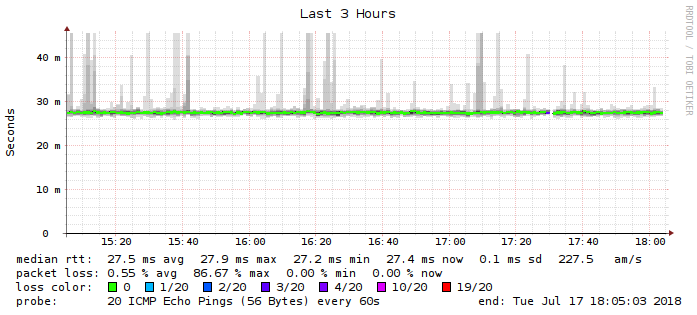 Last 3 Hours
RRDTOOL / TOBI OETIKER
Seconds
40 m
30 m
20 m
10 m
0
15:20 15:40 16:00 16:20 16:40 17:00 17:20 17:40 18:00
median rtt: 27.5 ms avg 27.9 ms max 27.2 ms min 27.4 ms now 0.1 ms sd 227.5 am/s
packet loss: 0.55 % avg 86.67 % max 0.00 % min 0.00 % now
loss color: 0 1/20 2/20 3/20 4/20 10/20 19/20
probe: 20 ICMP Echo Pings (56 Bytes) every 60s end: Tue Jul 17 18:05:03 2018